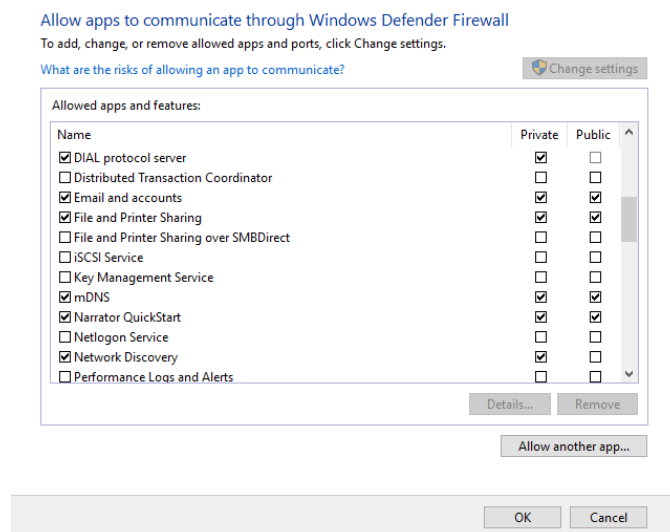 Allow apps to communicate through Windows Defender Firewall
To add, change, or remove allowed apps and ports, click Change settings.
What are the risks of allowing an app to communicate?
Change settings
Allowed apps and features:
Name Private Public
DIAL protocol server
Distributed Transaction Coordinator
Email and accounts
File and Printer Sharing
File and Printer Sharing over SMBDirect
iSCSI Service
Key Management Service
mDNS
Narrator QuickStart
Netlogon Service
Network Discovery
Performance Logs and Alerts
Details... Remove
Allow another app...
OK Cancel